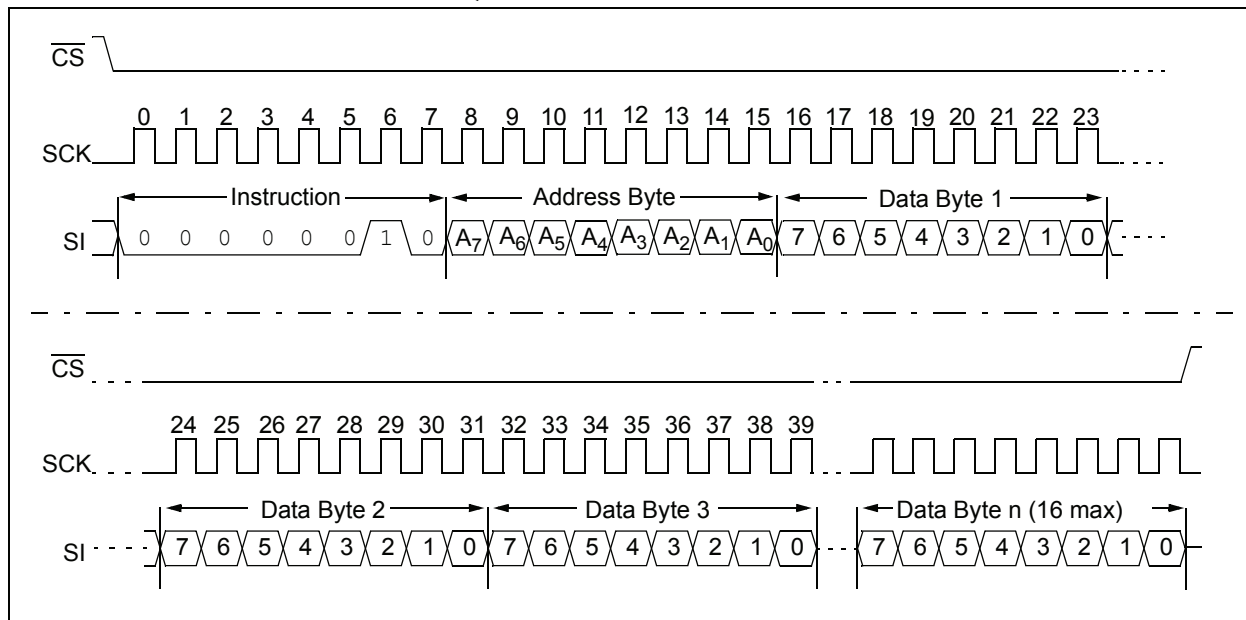 CS
0 1 2 3 4 5 6 7 8 9 10 11 12 13 14 15 16 17 18 19 20 21 22 23
SCK
Instruction Address Byte Data Byte 1
SI 0 0 0 0 0 0 1 0 A7 A6 A5 A4 A3 A2 A1 A0 7 6 5 4 3 2 1 0
CS
24 25 26 27 28 29 30 31 32 33 34 35 36 37 38 39
SCK
Data Byte 2 Data Byte 3 Data Byte n (16 max)
SI 7 6 5 4 3 2 1 0 7 6 5 4 3 2 1 0 7 6 5 4 3 2 1 0